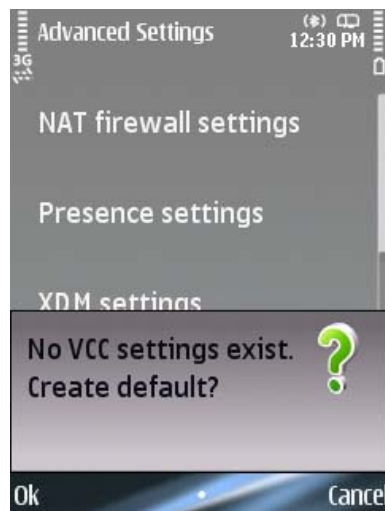 Advanced Settings
12:30 PM
3G
NAT firewall settings
Presence settings
XDM settings
No VCC settings exist.
Create default?
Ok
Cancel